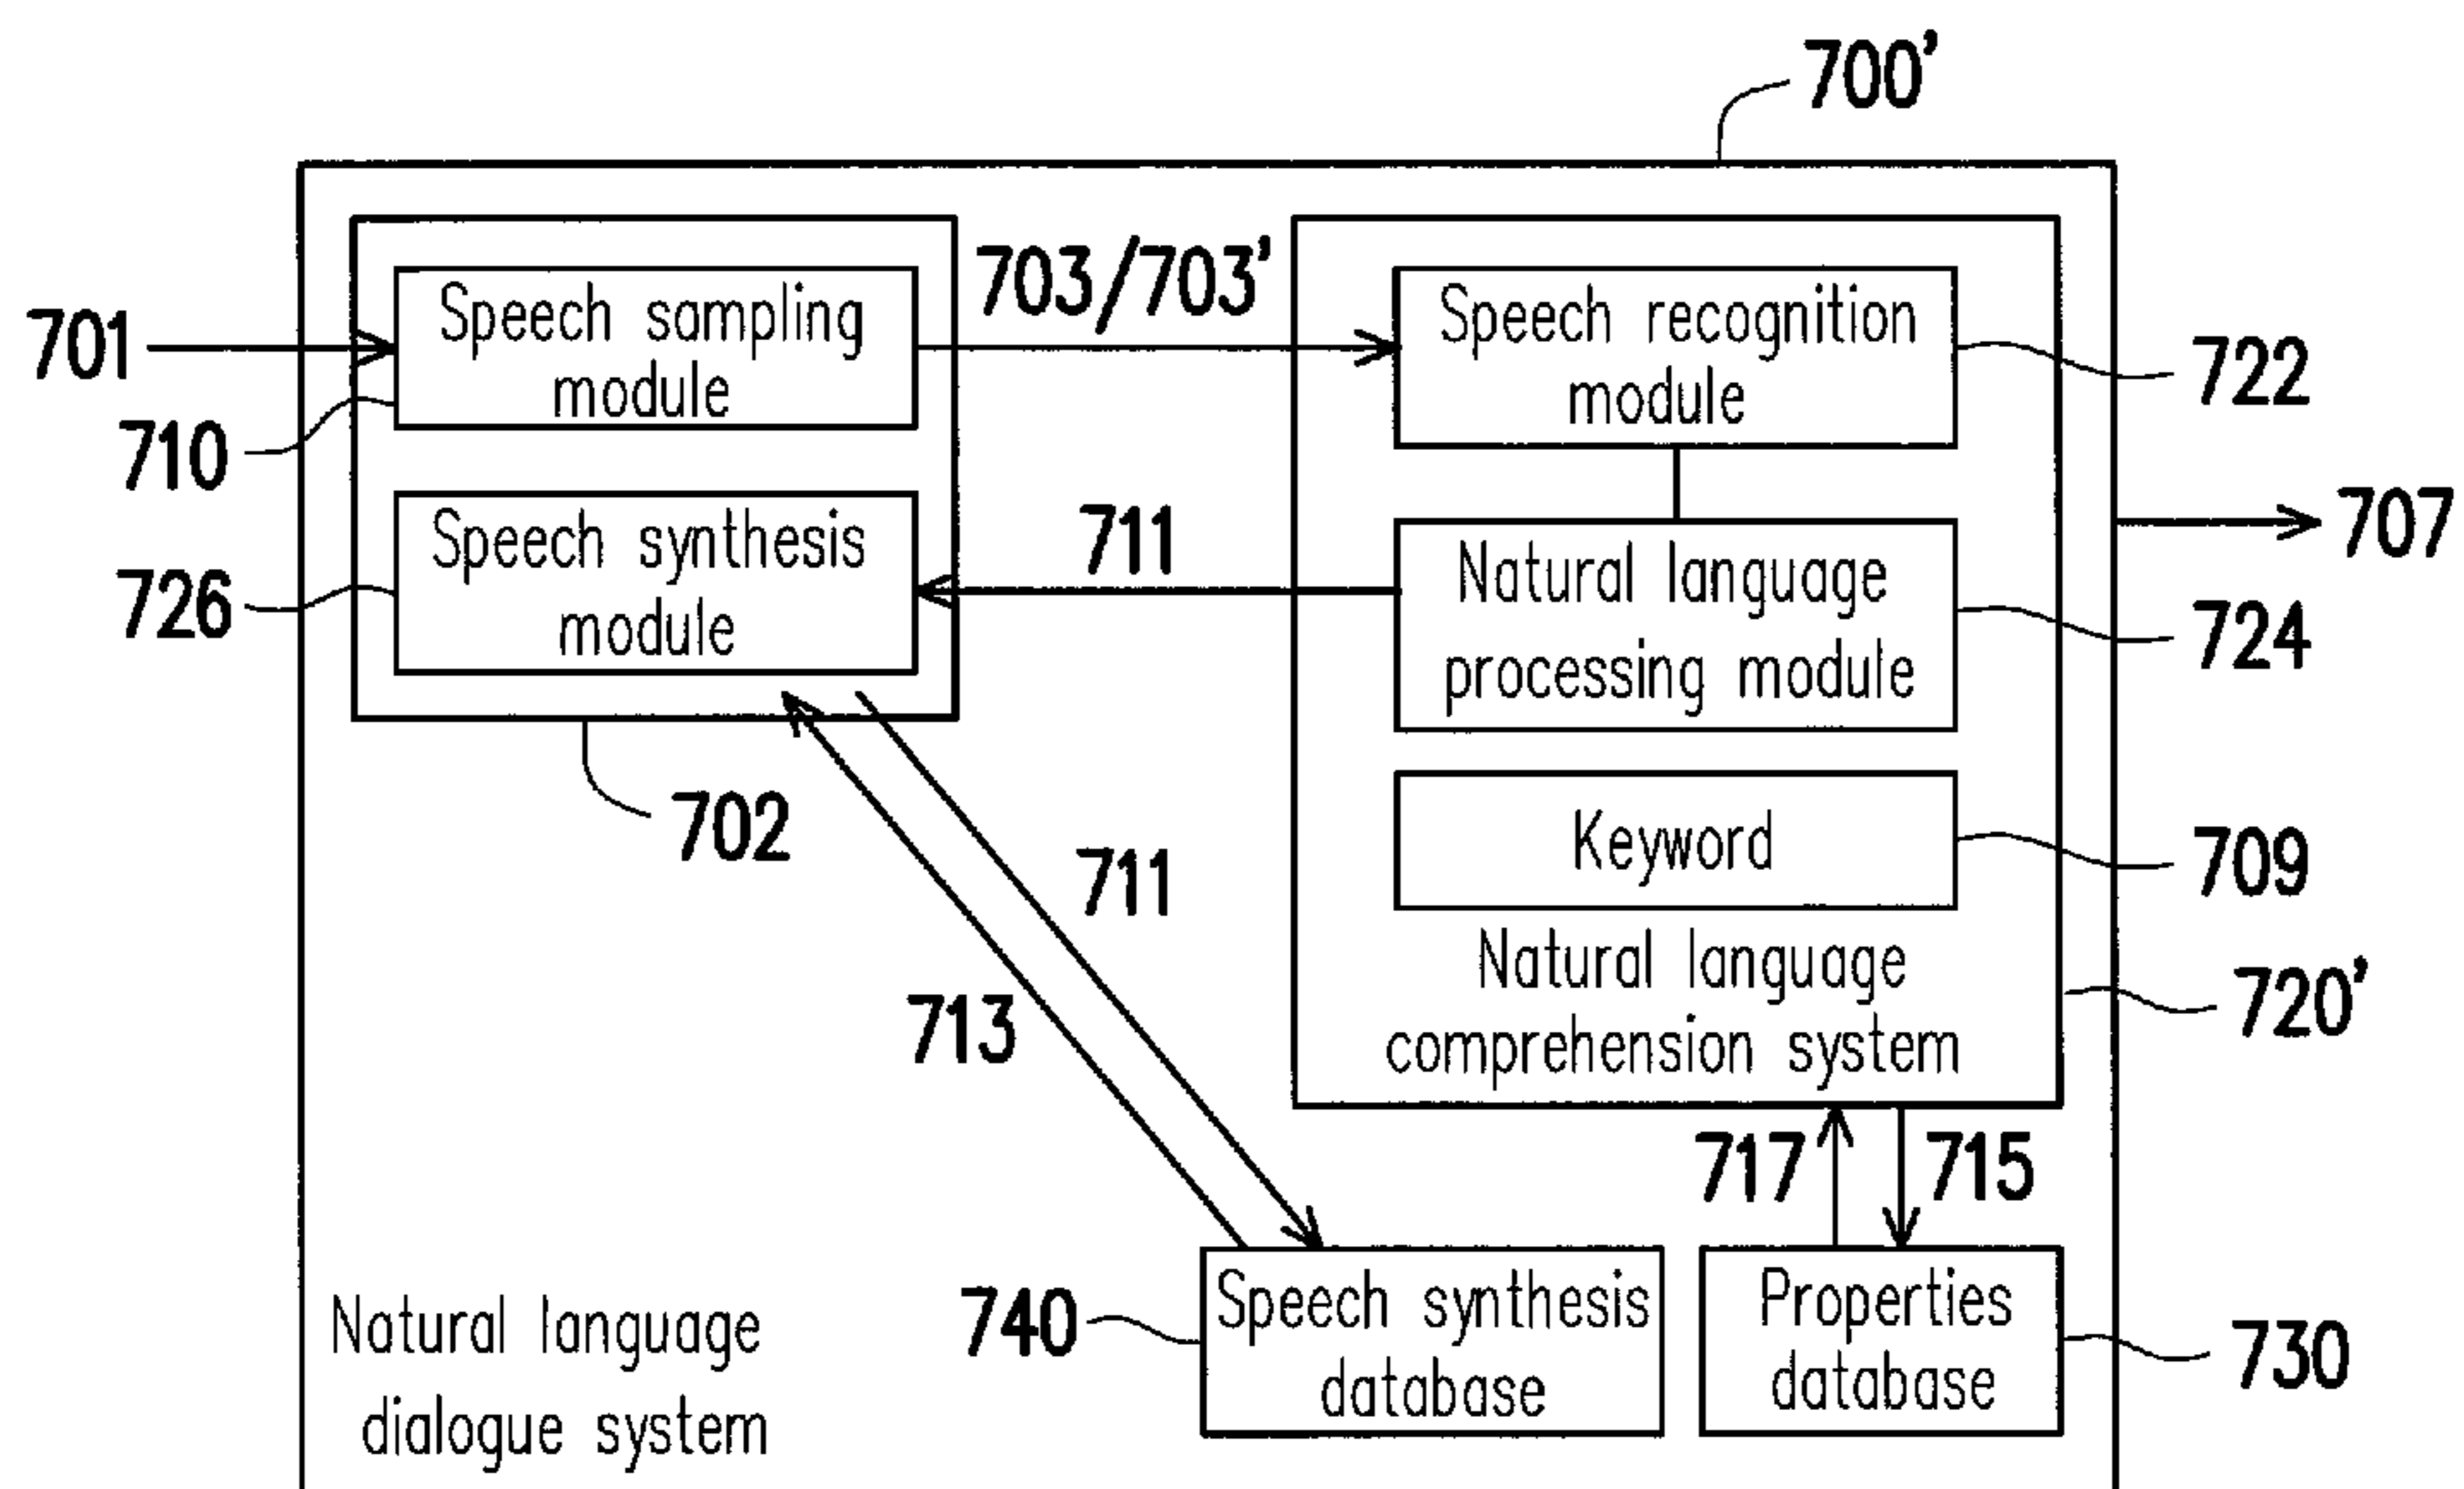 700'
701
Speech sampling
module
703/703'
Speech recognition
module
722
710
Speech synthesis
module
711
707
Natural language
processing module
726
724
702
711
Keyword
709
713
Natural language
comprehension system
720'
717
715
740
Speech synthesis
database
Properties
database
730
Natural language
dialogue system